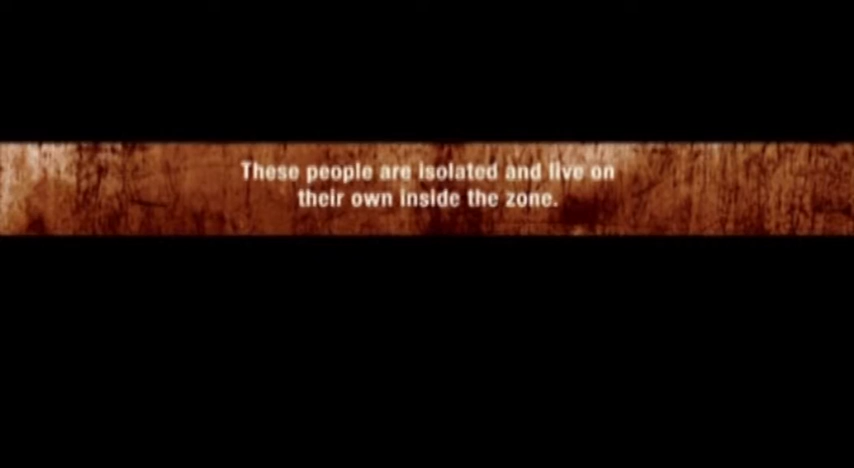 These people are isolated and live on
their own inside the zone.